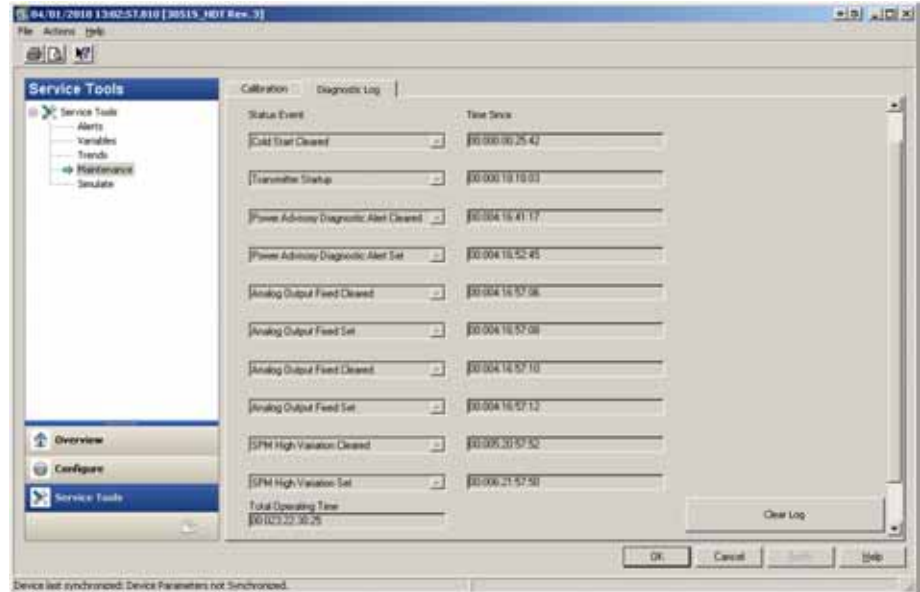 04/01/2010 13:02:57.810 [3051S_HDT Rev. 3]
File Actions Help
Service Tools
Service Tools
Alerts
Variables
Trends
Maintenance
Simulate
Overview
Configure
Service Tools
Calibration Diagnostic Log
Status Event Time Since
Cold Start Cleared 00:000:00:25:42
Transmitter Startup 00:000:18:18:03
Power Advisory Diagnostic Alert Cleared 00:004:16:41:17
Power Advisory Diagnostic Alert Set 00:004:16:52:45
Analog Output Fixed Cleared 00:004:16:57:06
Analog Output Fixed Set 00:004:16:57:08
Analog Output Fixed Cleared 00:004:16:57:10
Analog Output Fixed Set 00:004:16:57:12
SPM High Variation Cleared 00:005:20:57:52
SPM High Variation Set 00:006:21:57:50
Total Operating Time
00:023:22:30:25
Clear Log
OK Cancel Apply Help
Device last synchronized: Device Parameters not Synchronized.